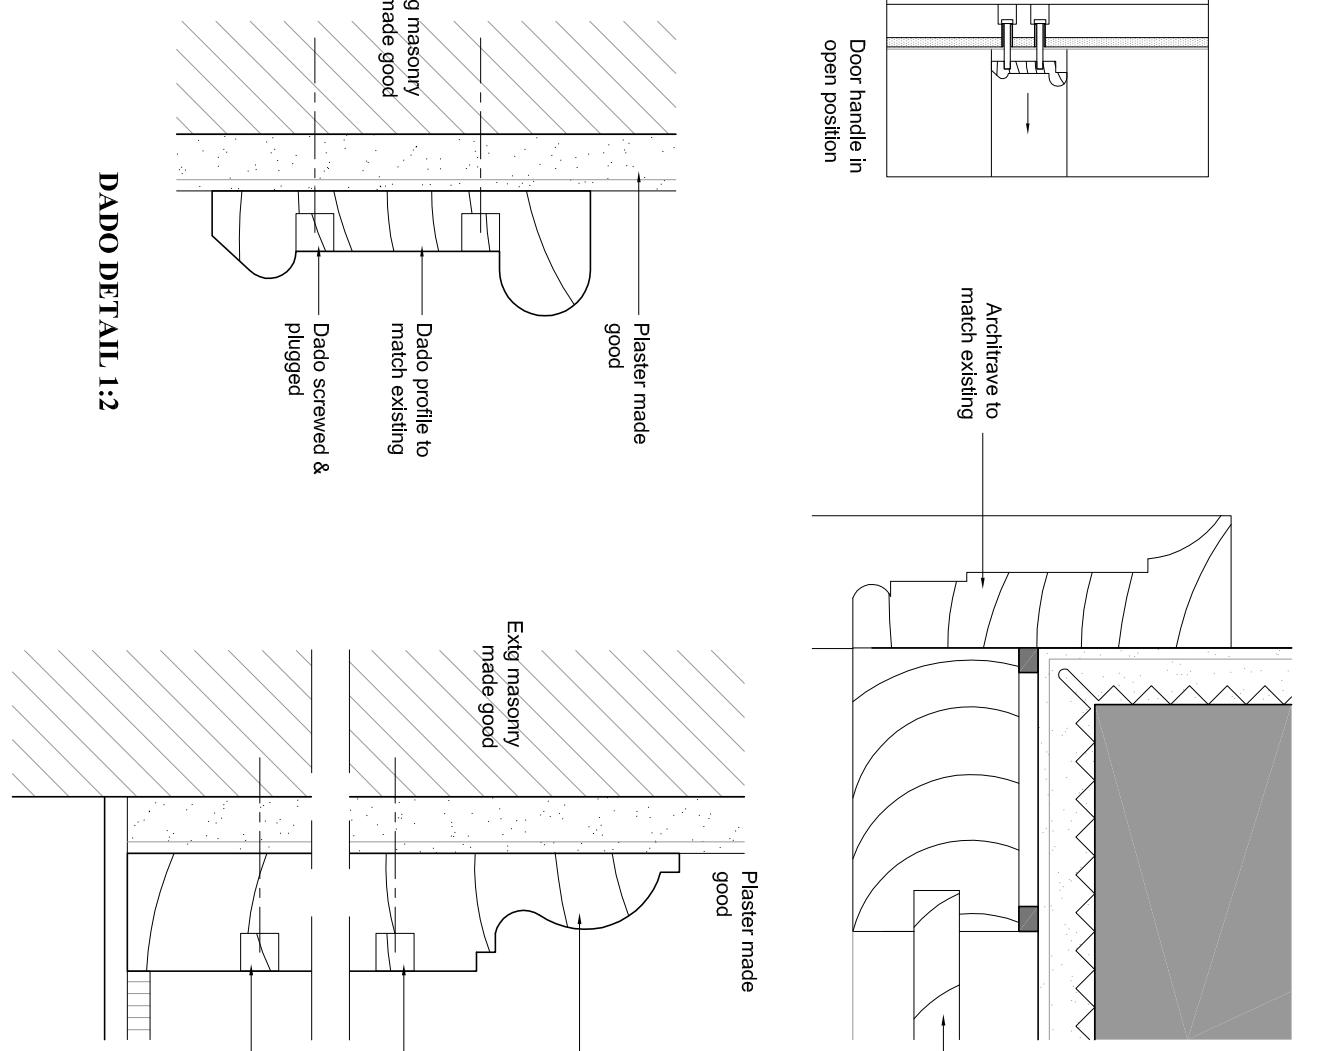 g masonry
made good
Plaster made
good
Dado profile to
match existing
Dado screwed &
plugged
DADO DETAIL 1:2
Door handle in
open position
Architrave to
match existing
Extg masonry
made good
Plaster made
good